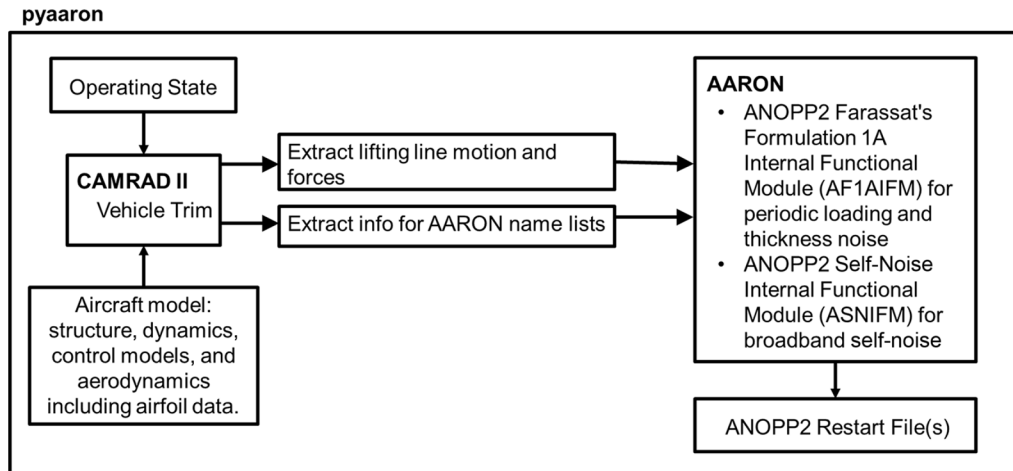 pyaaron
Operating State
CAMRAD II
Vehicle Trim
Aircraft model:
structure, dynamics,
control models, and
aerodynamics
including airfoil data.
Extract lifting line motion and
forces
Extract info for AARON name lists
AARON
• ANOPP2 Farassat's
Formulation 1A
Internal Functional
Module (AF1AIFM) for
periodic loading and
thickness noise
• ANOPP2 Self-Noise
Internal Functional
Module (ASNIFM) for
broadband self-noise
ANOPP2 Restart File(s)